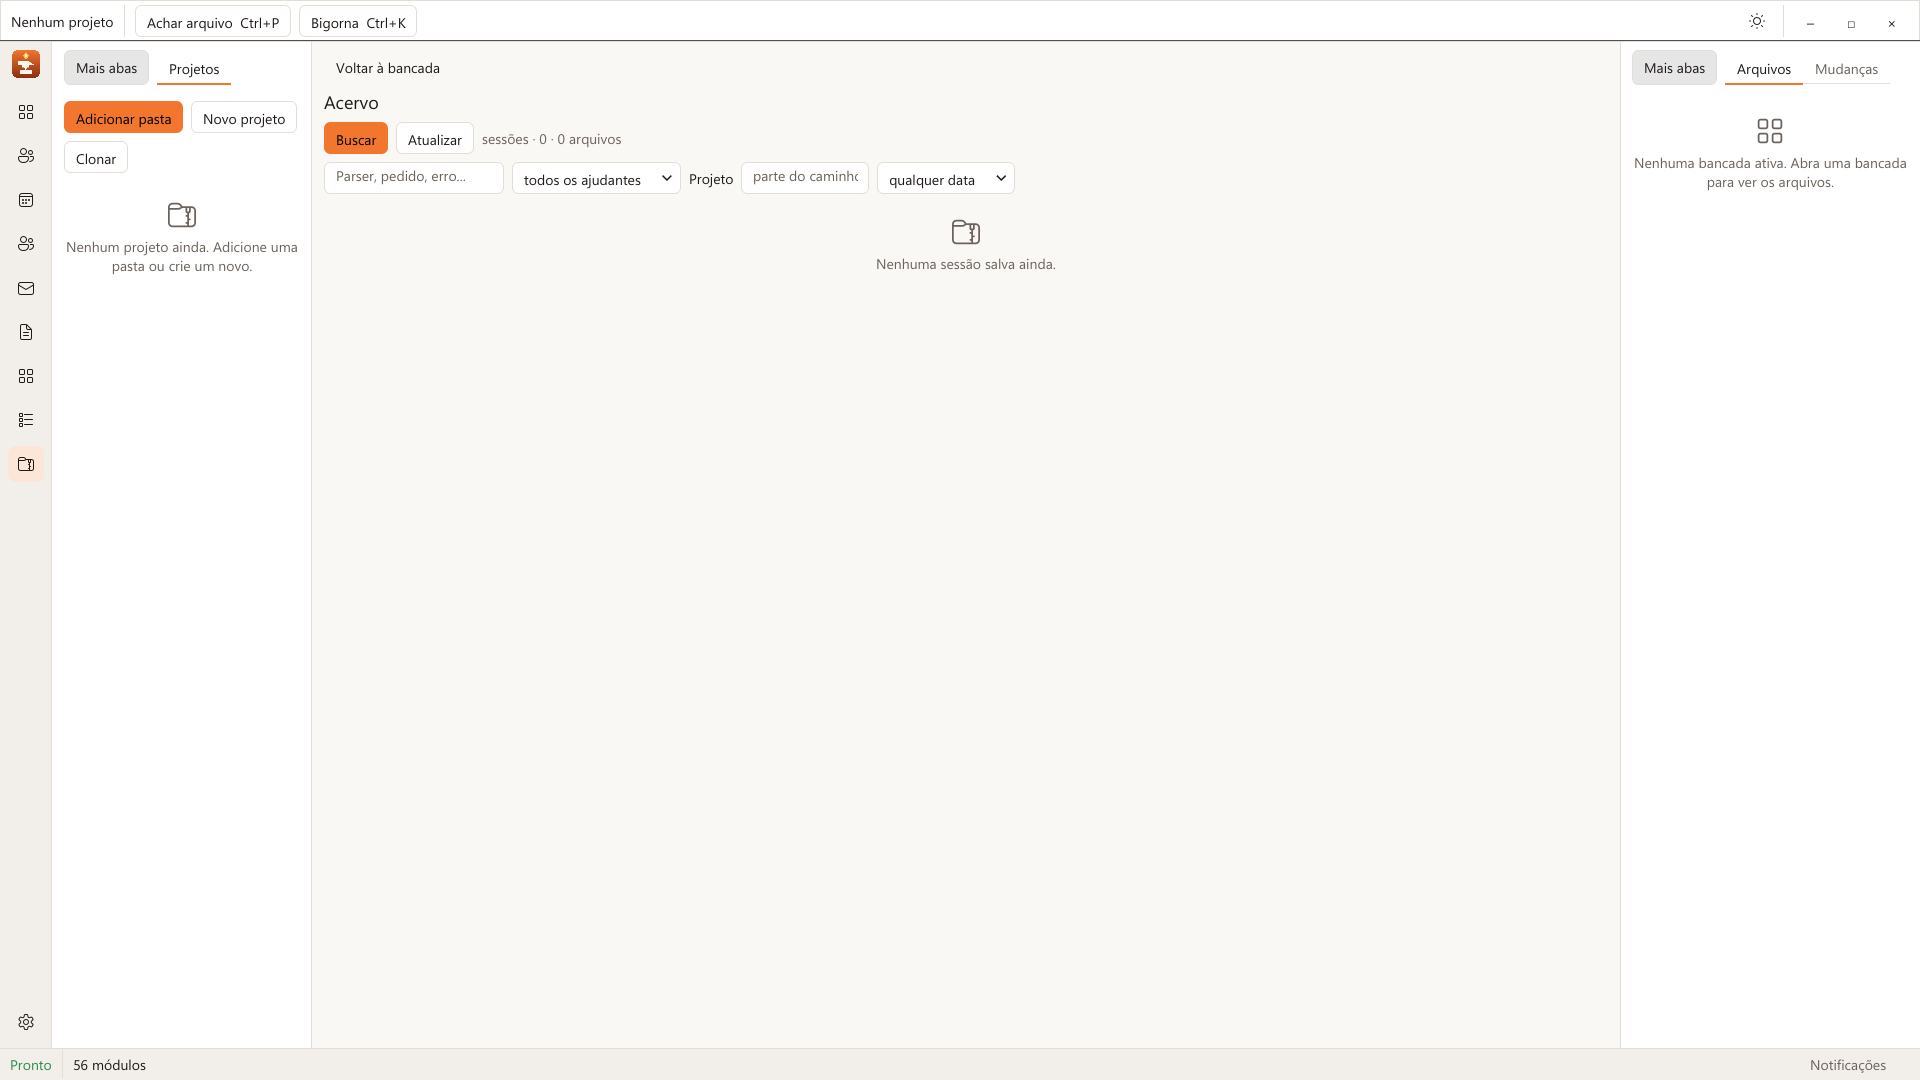 Nenhum projeto
Achar arquivo Ctrl+P
Bigorna Ctrl+K
Mais abas
Projetos
Adicionar pasta
Novo projeto
Clonar
Nenhum projeto ainda. Adicione uma
pasta ou crie um novo.
Voltar à bancada
Acervo
Buscar
Atualizar
sessões · 0 · 0 arquivos
Parser, pedido, erro...
todos os ajudantes
Projeto
parte do caminho
qualquer data
Nenhuma sessão salva ainda.
Mais abas
Arquivos
Mudanças
Nenhuma bancada ativa. Abra uma bancada
para ver os arquivos.
Pronto
56 módulos
Notificações